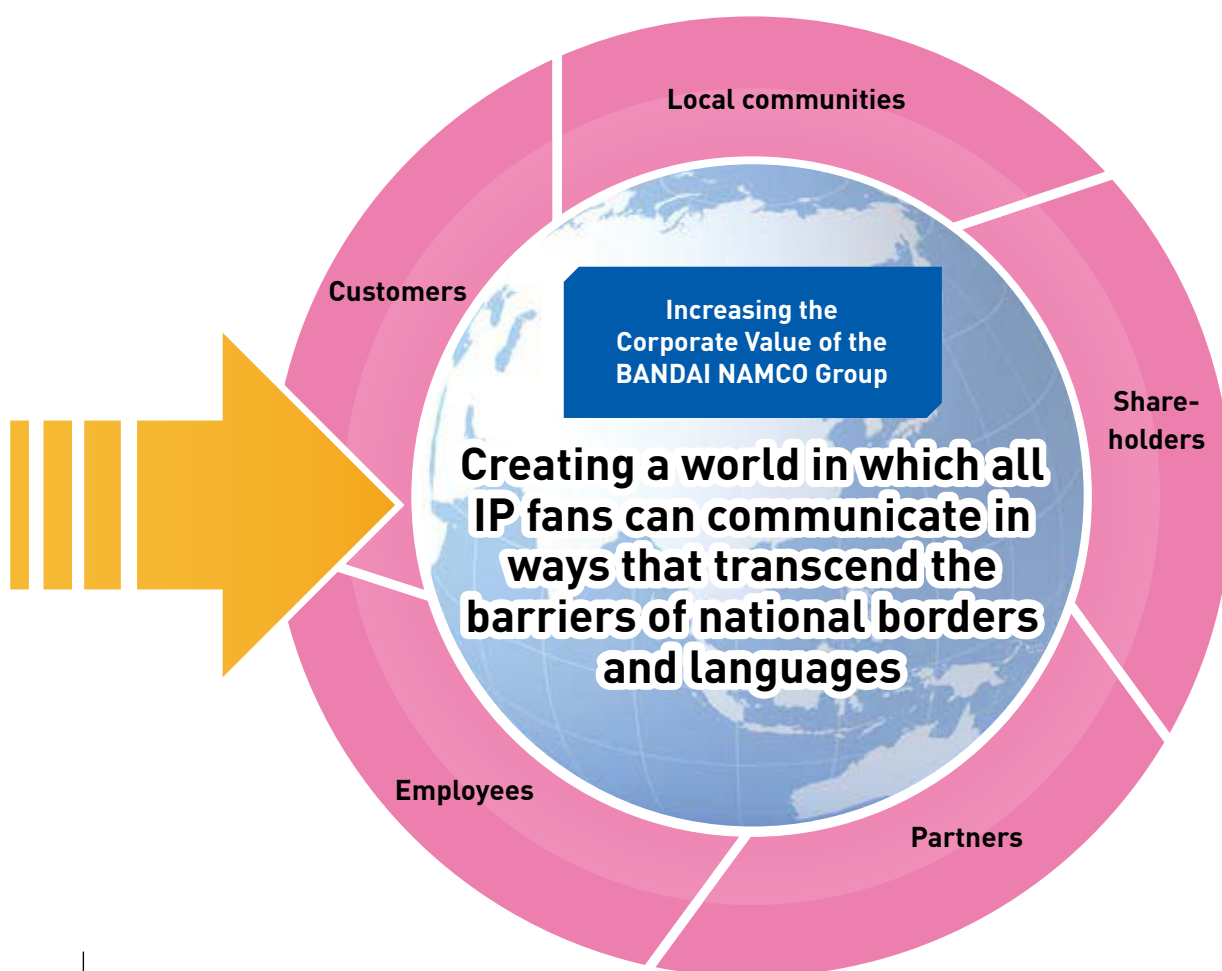 Local communities
Customers
Increasing the
Corporate Value of the
BANDAI NAMCO Group
Share-
holders
Creating a world in which all
IP fans can communicate in
ways that transcend the
barriers of national borders
and languages
Employees
Partners